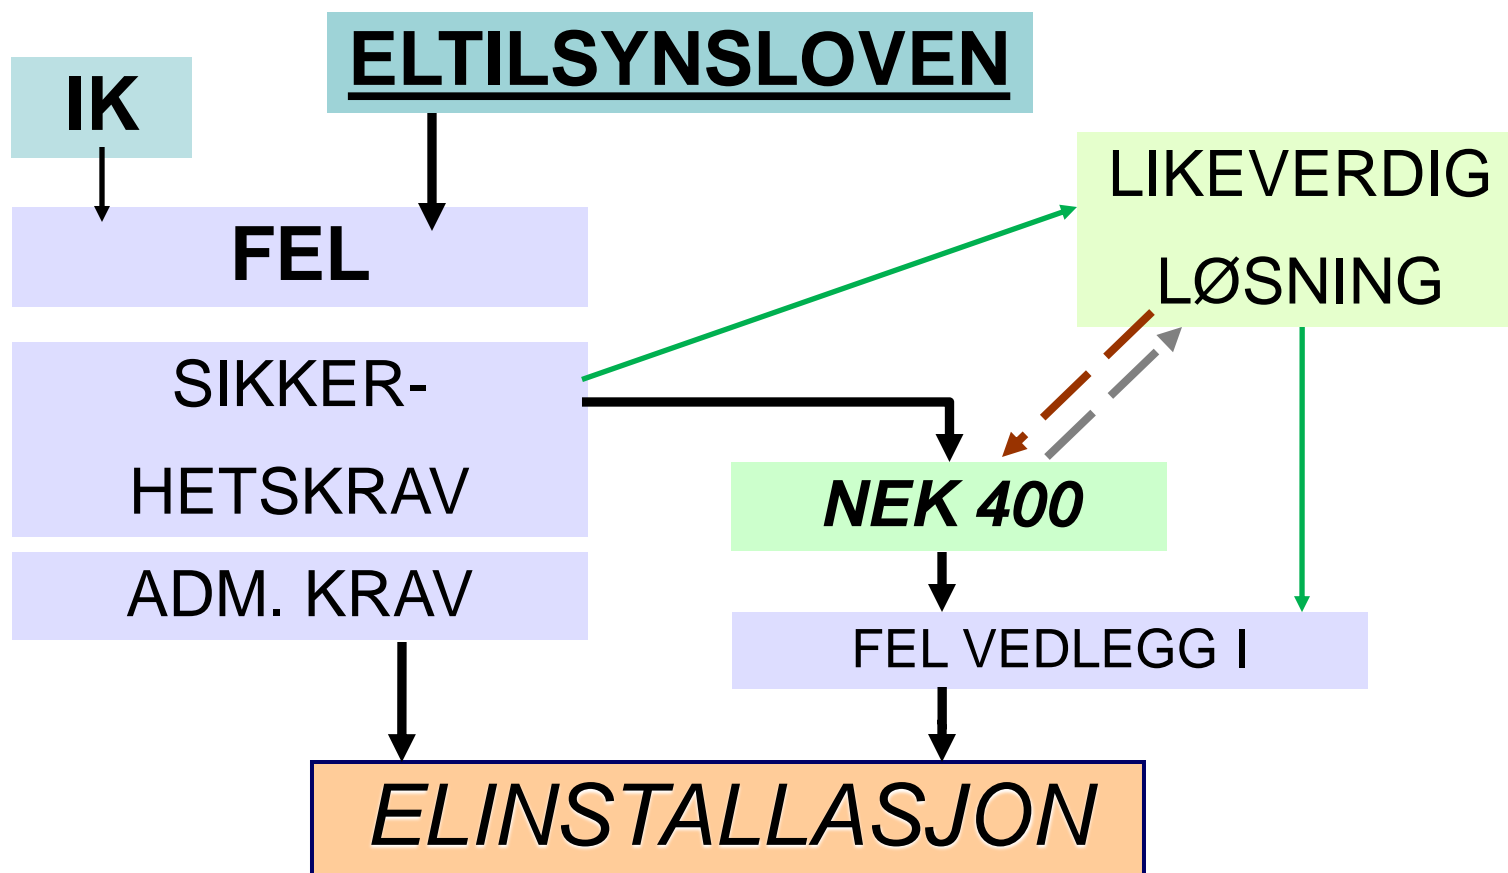 ELTILSYNSLOVEN
IK
FEL
LIKEVERDIG
LØSNING
SIKKER-
HETSKRAV
NEK 400
ADM. KRAV
FEL VEDLEGG I
ELINSTALLASJON